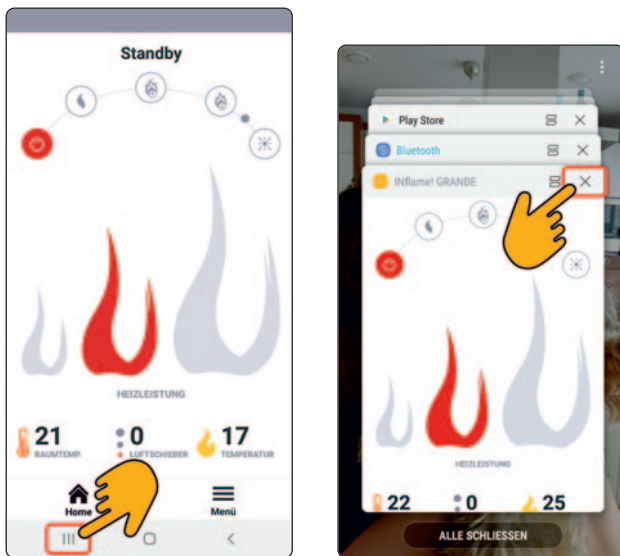 Standby
HEIZLEISTUNG
21
RAUMTEMP.
0
LUFTSCHIEBER
17
TEMPERATUR
Home
Menü
Play Store
Bluetooth
INflame! GRANDE
HEIZLEISTUNG
22
0
25
ALLE SCHLIESSEN